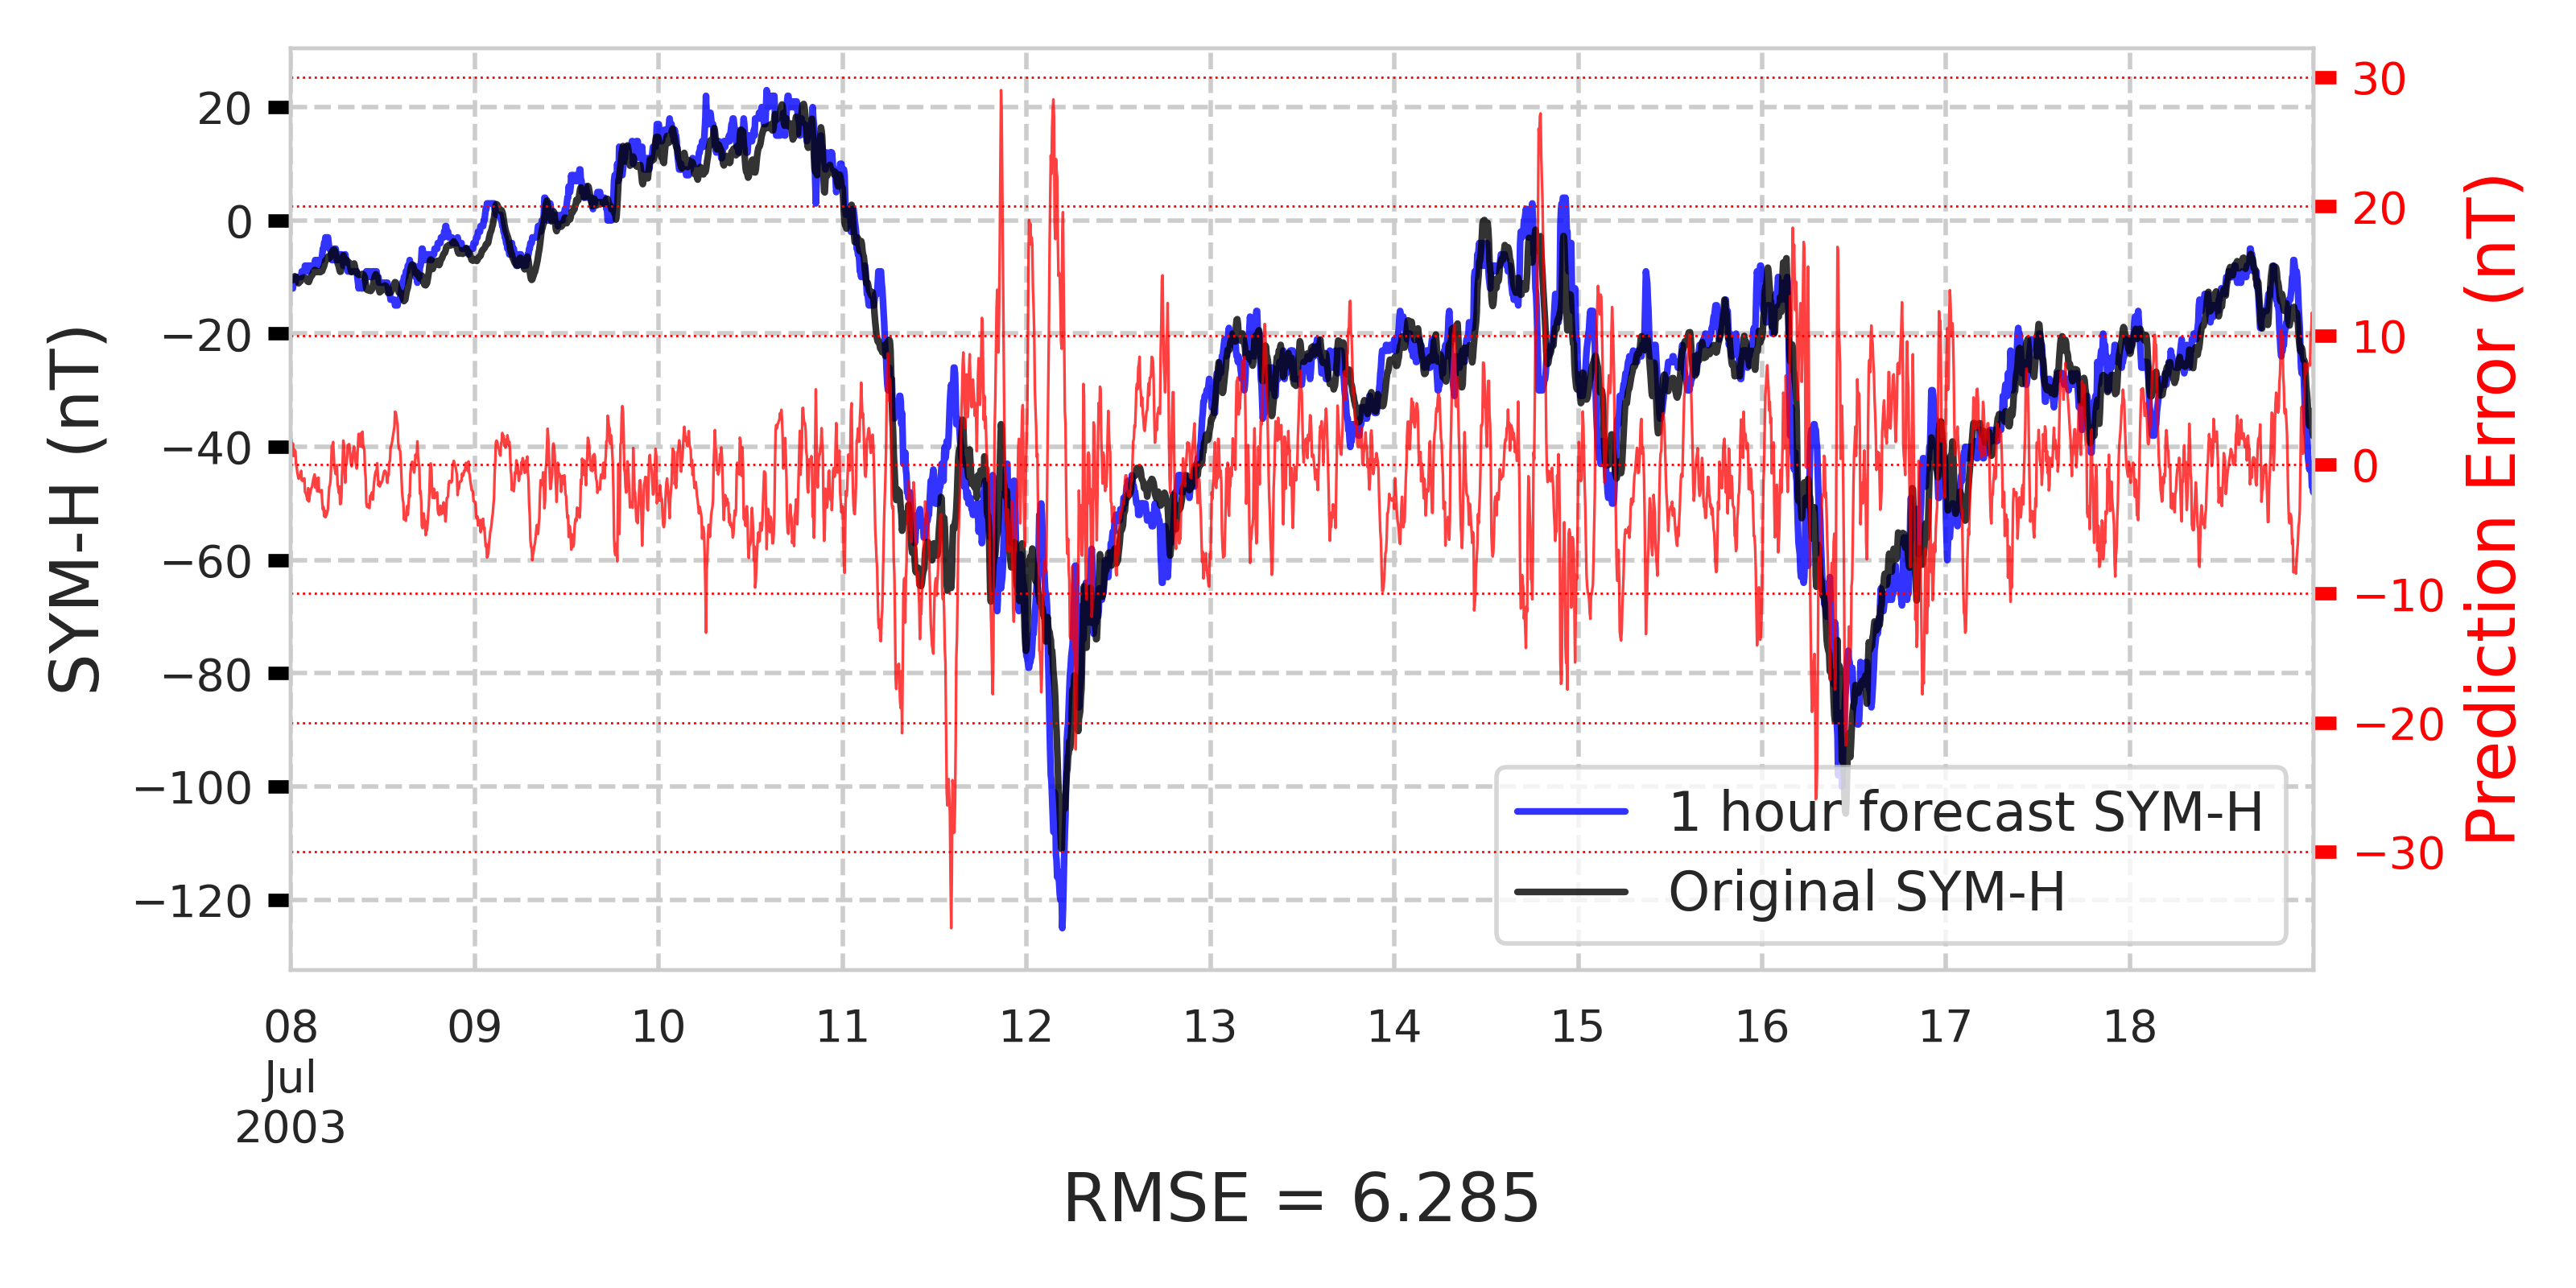 SYM-H (nT)
20
0
−20
−40
−60
−80
−100
−120
30
20
10
0
−10
−20
−30
Prediction Error (nT)
1 hour forecast SYM-H
Original SYM-H
08 09 10 11 12 13 14 15 16 17 18
Jul
2003
RMSE = 6.285